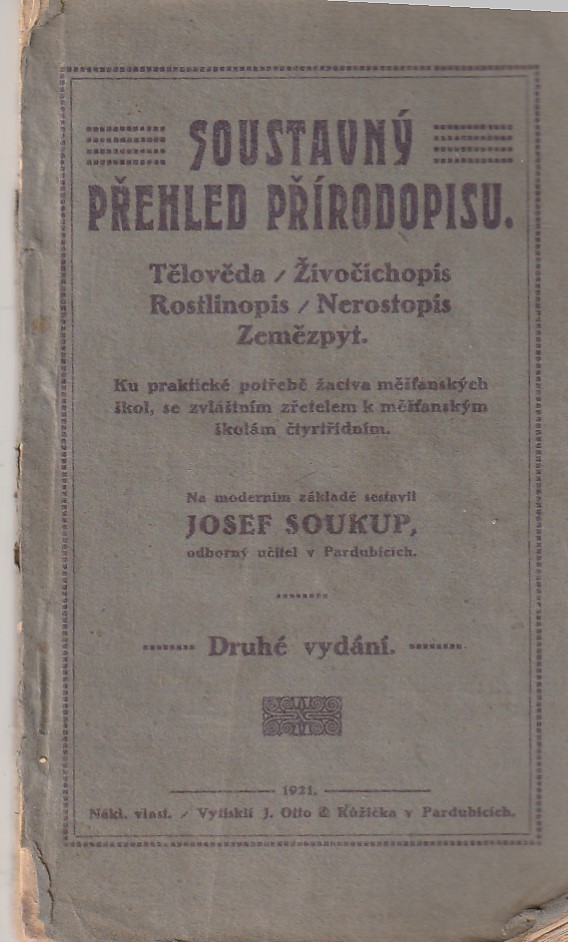 SOUSTAVNÝ
PŘEHLED PŘÍRODOPISU.
Tělověda / Živočichopis
Rostlinopis / Nerostopis
Zemězpyt.
Ku praktické potřebě žactva měšťanských
škol, se zvláštním zřetelem k měšťanským
školám čtyrtřídním.
Na moderním základě sestavil
JOSEF SOUKUP,
odborný učitel v Pardubicích.
Druhé vydání.
1921.
Nákl. vlast. / Vytiskli J. Otto & Růžička v Pardubicích.